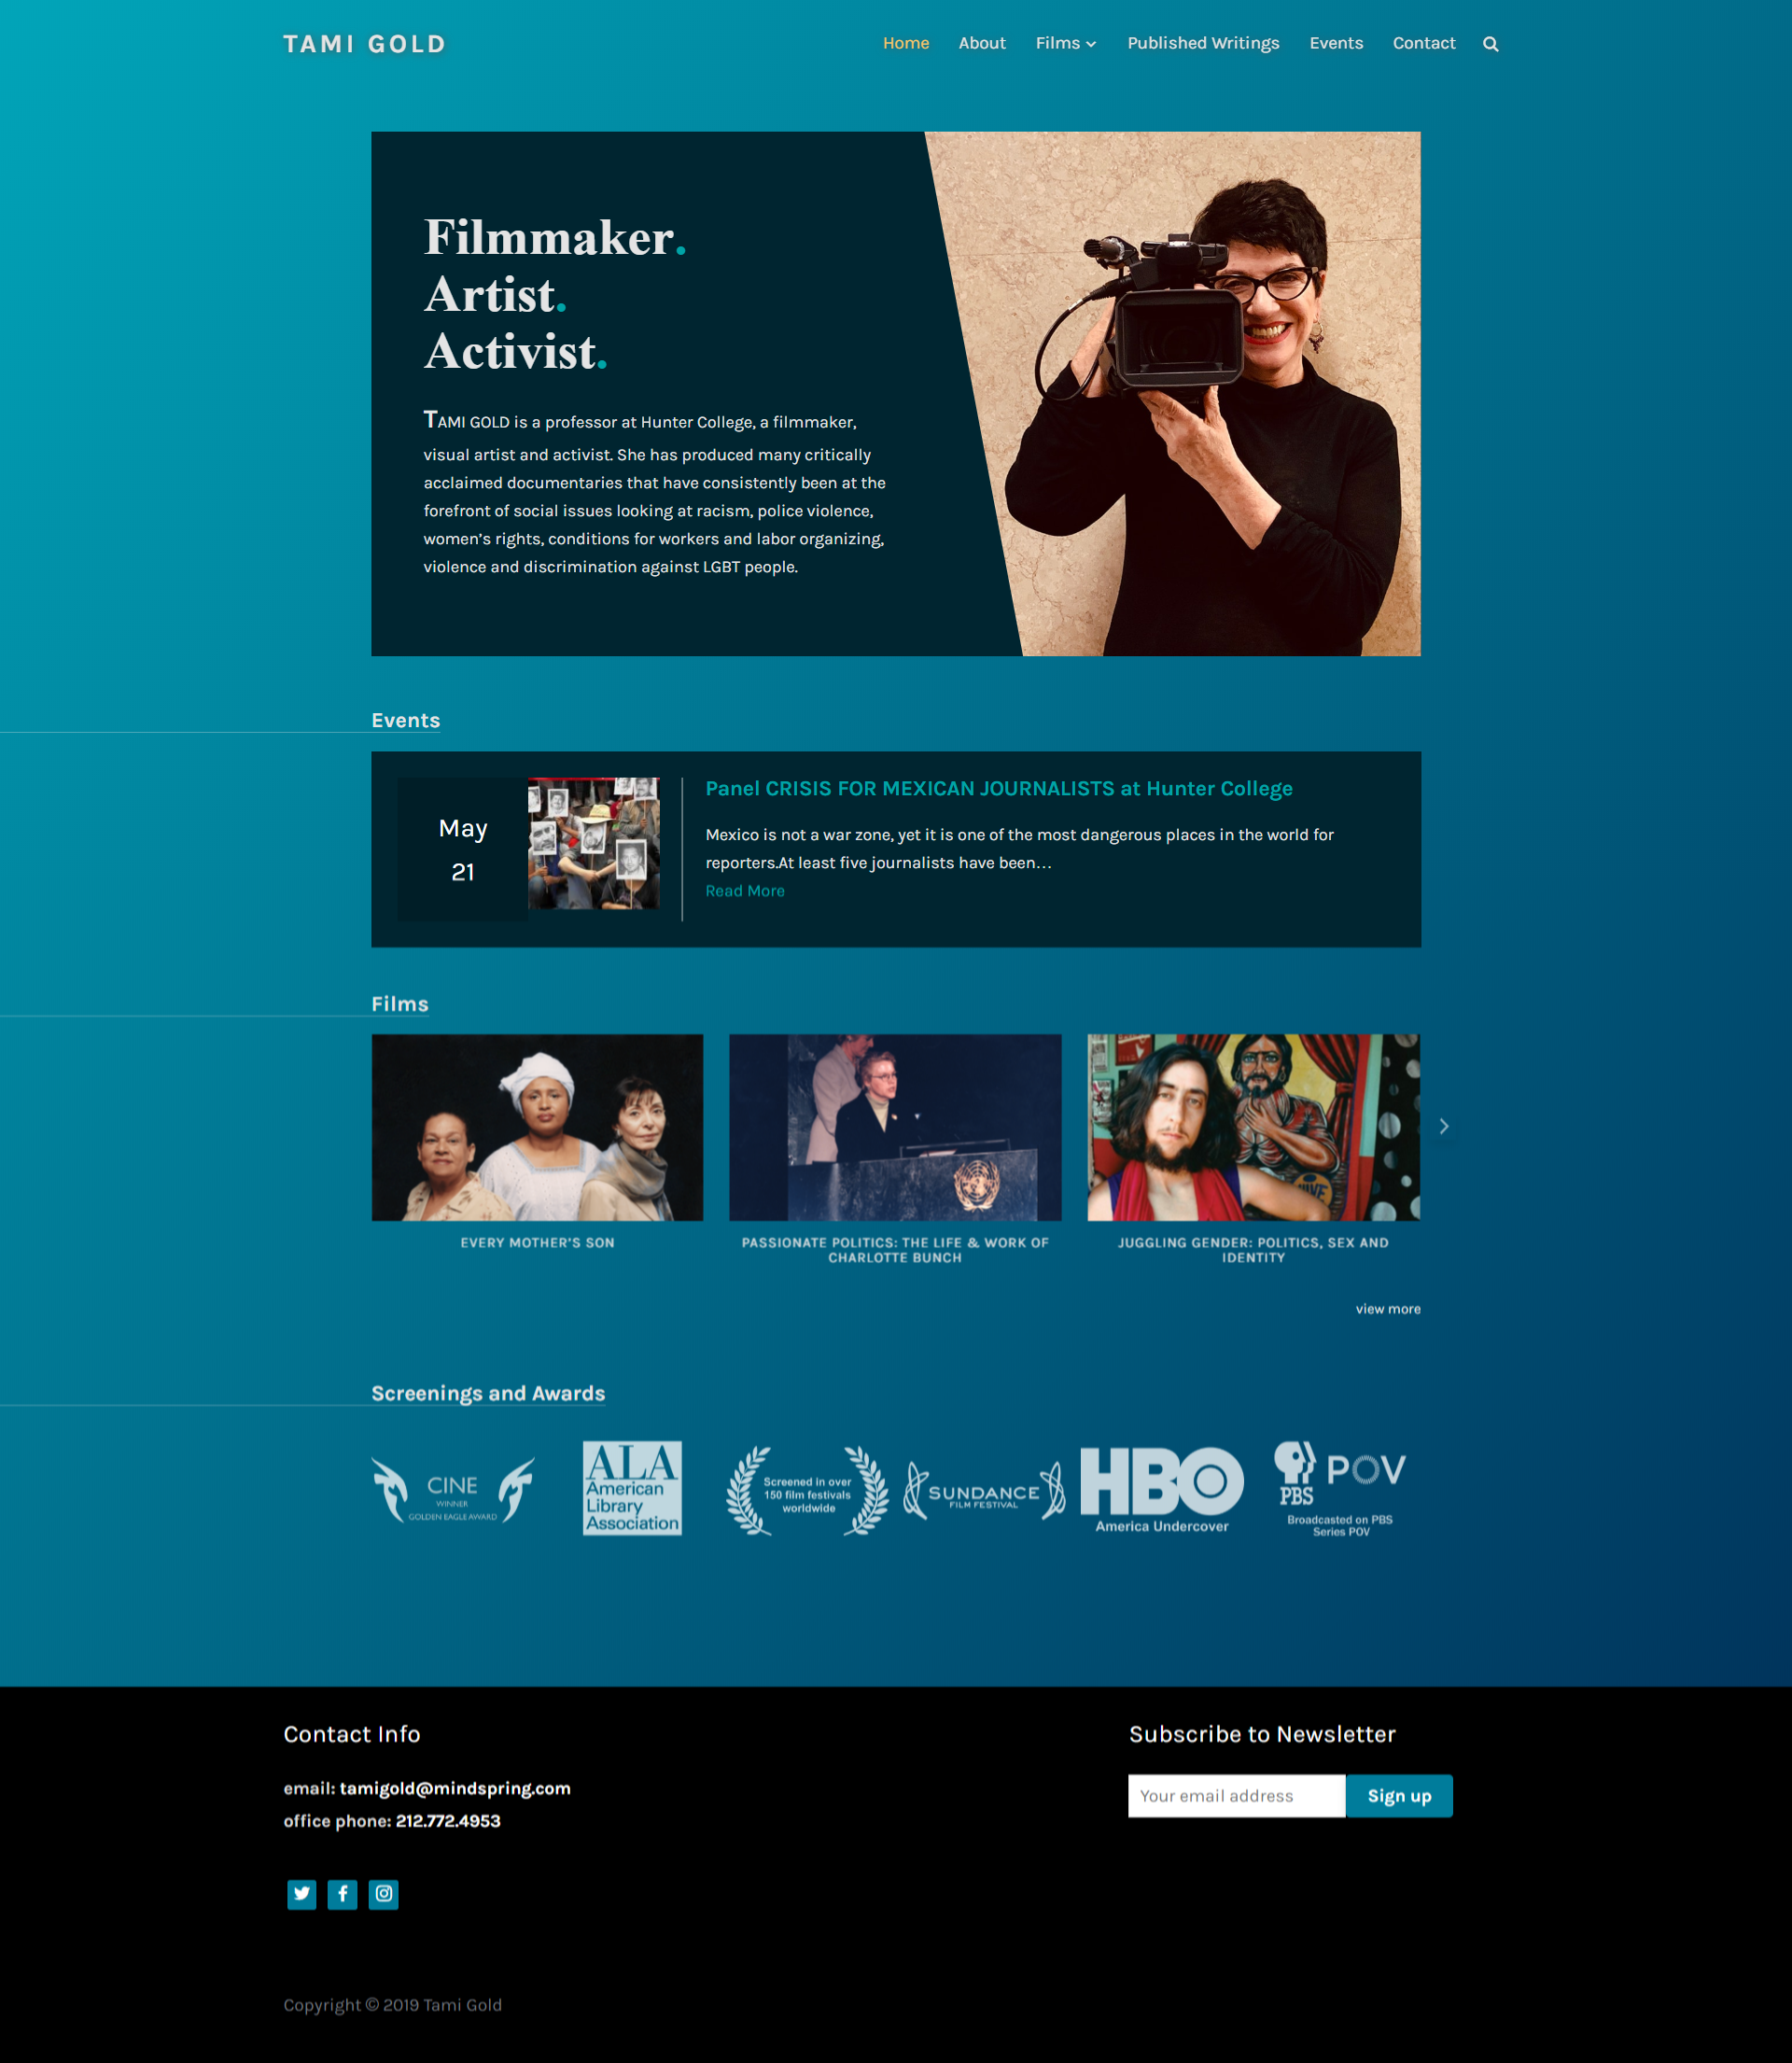 TAMI GOLD
Home About Films Published Writings Events Contact
Filmmaker.
Artist.
Activist.
TAMI GOLD is a professor at Hunter College, a filmmaker,
visual artist and activist. She has produced many critically
acclaimed documentaries that have consistently been at the
forefront of social issues looking at racism, police violence,
women’s rights, conditions for workers and labor organizing,
violence and discrimination against LGBT people.
Events
May
21
Panel CRISIS FOR MEXICAN JOURNALISTS at Hunter College
Mexico is not a war zone, yet it is one of the most dangerous places in the world for
reporters.At least five journalists have been…
Read More
Films
EVERY MOTHER’S SON
PASSIONATE POLITICS: THE LIFE & WORK OF
CHARLOTTE BUNCH
JUGGLING GENDER: POLITICS, SEX AND
IDENTITY
view more
Screenings and Awards
CINE
WINNER
GOLDEN EAGLE AWARD
ALA
American
Library
Association
Screened in over
150 film festivals
worldwide
SUNDANCE
FILM FESTIVAL
HBO
America Undercover
PBS
POV
Broadcasted on PBS
Series POV
Contact Info
email: tamigold@mindspring.com
office phone: 212.772.4953
Subscribe to Newsletter
Your email address
Sign up
Copyright © 2019 Tami Gold